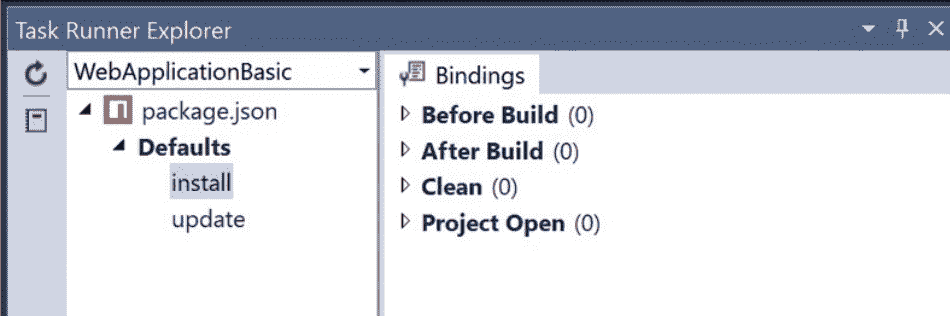 Task Runner Explorer
WebApplicationBasic
package.json
Defaults
install
update
Bindings
Before Build (0)
After Build (0)
Clean (0)
Project Open (0)